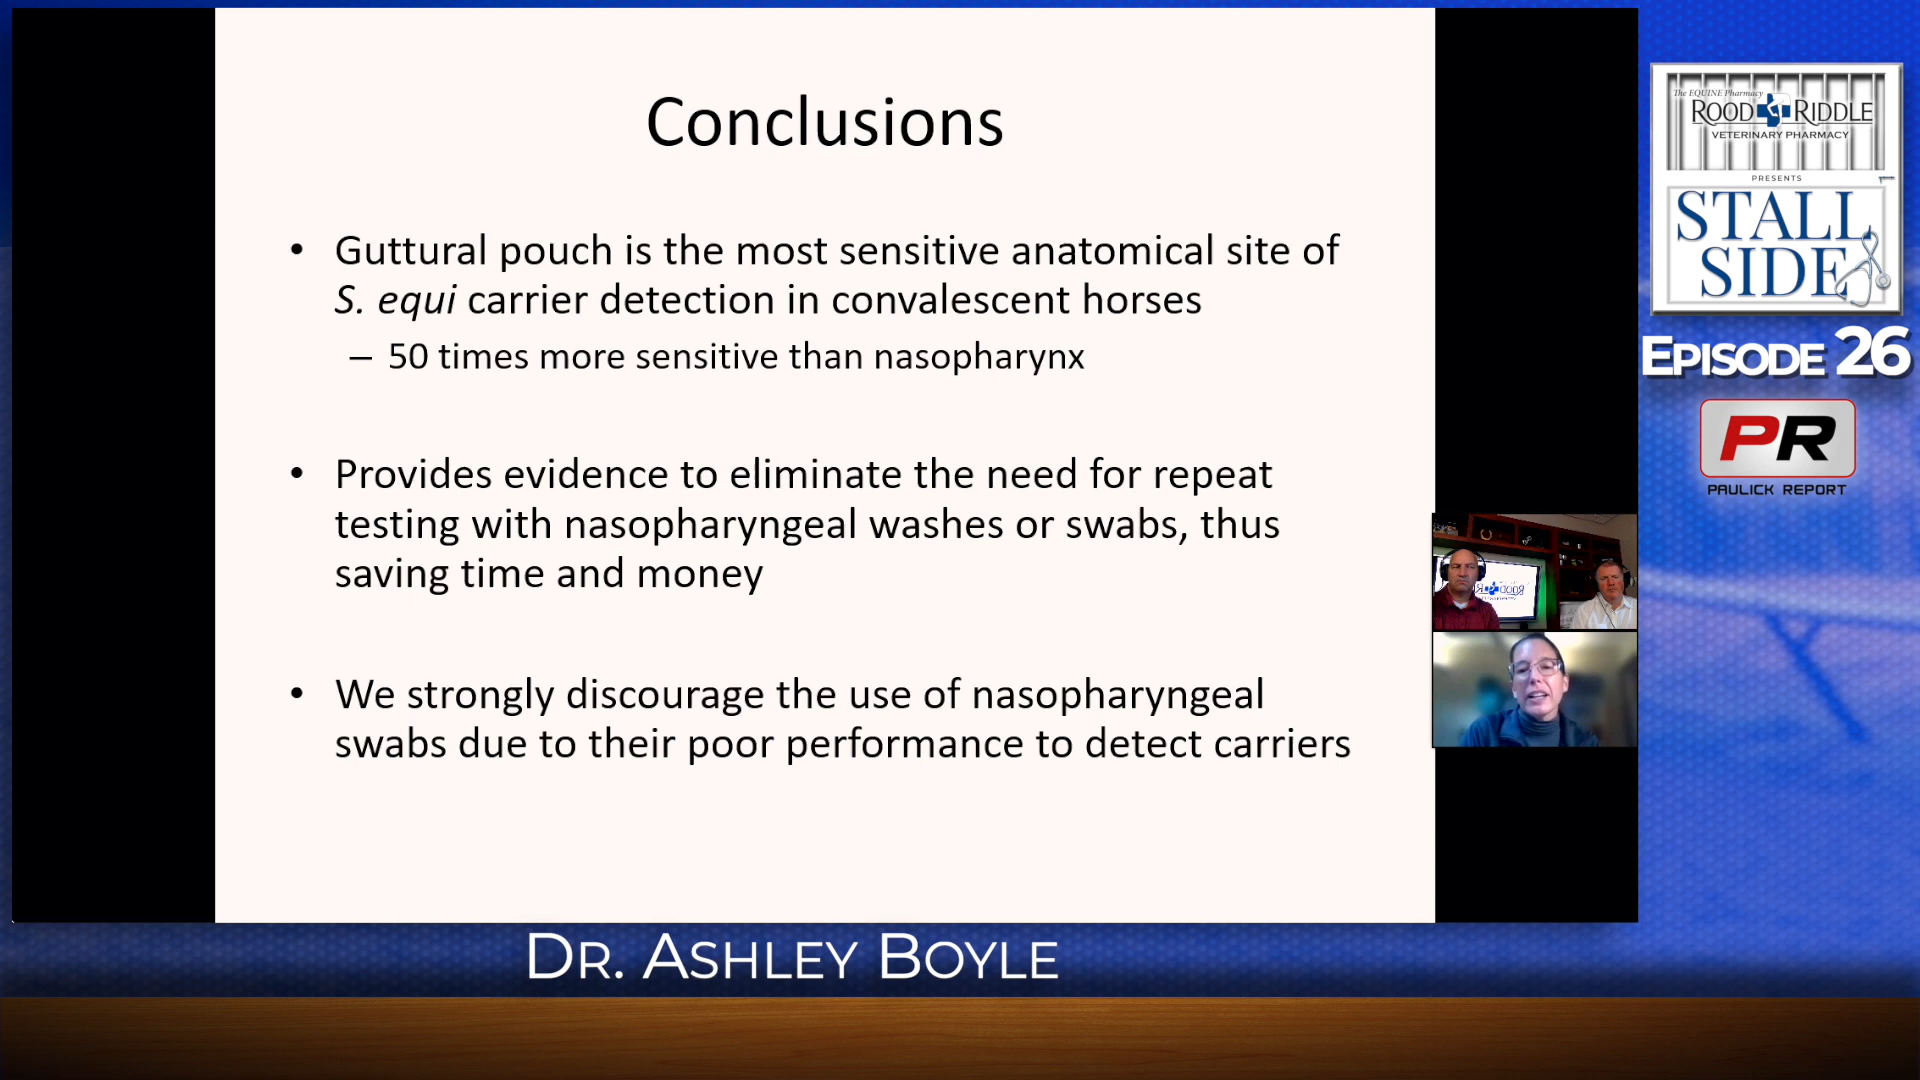 Conclusions
• Guttural pouch is the most sensitive anatomical site of
S. equi carrier detection in convalescent horses
– 50 times more sensitive than nasopharynx
• Provides evidence to eliminate the need for repeat
testing with nasopharyngeal washes or swabs, thus
saving time and money
• We strongly discourage the use of nasopharyngeal
swabs due to their poor performance to detect carriers
The EQUINE Pharmacy
ROOD RIDDLE
VETERINARY PHARMACY
PRESENTS
STALL
SIDE
EPISODE 26
PR
PAULICK REPORT
DR. ASHLEY BOYLE